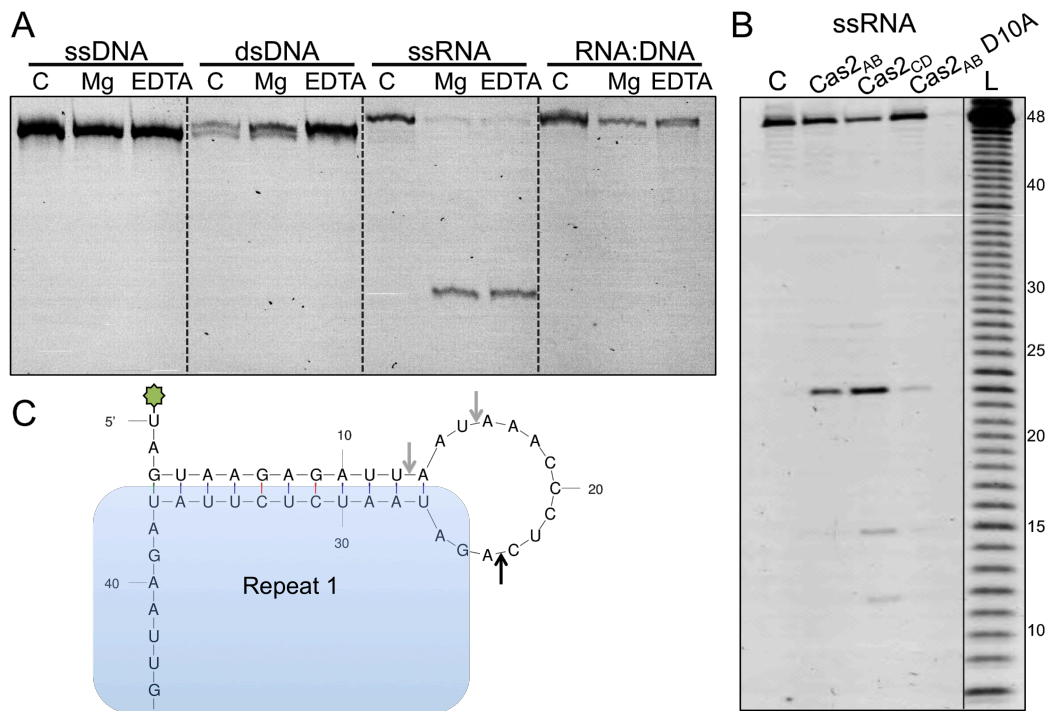 A
ssDNA dsDNA ssRNA RNA:DNA
C Mg EDTA C Mg EDTA C Mg EDTA C Mg EDTA
B
ssRNA
C Cas2AB Cas2CD Cas2AB D10A L
48
40
30
25
20
15
10
C
5'
U
A
G U A A G A G A U U A
10
A U A A A C C C U C A G A
20
U A U U C U C U A A U
30
A
G
A
A
U
U
G
40
Repeat 1